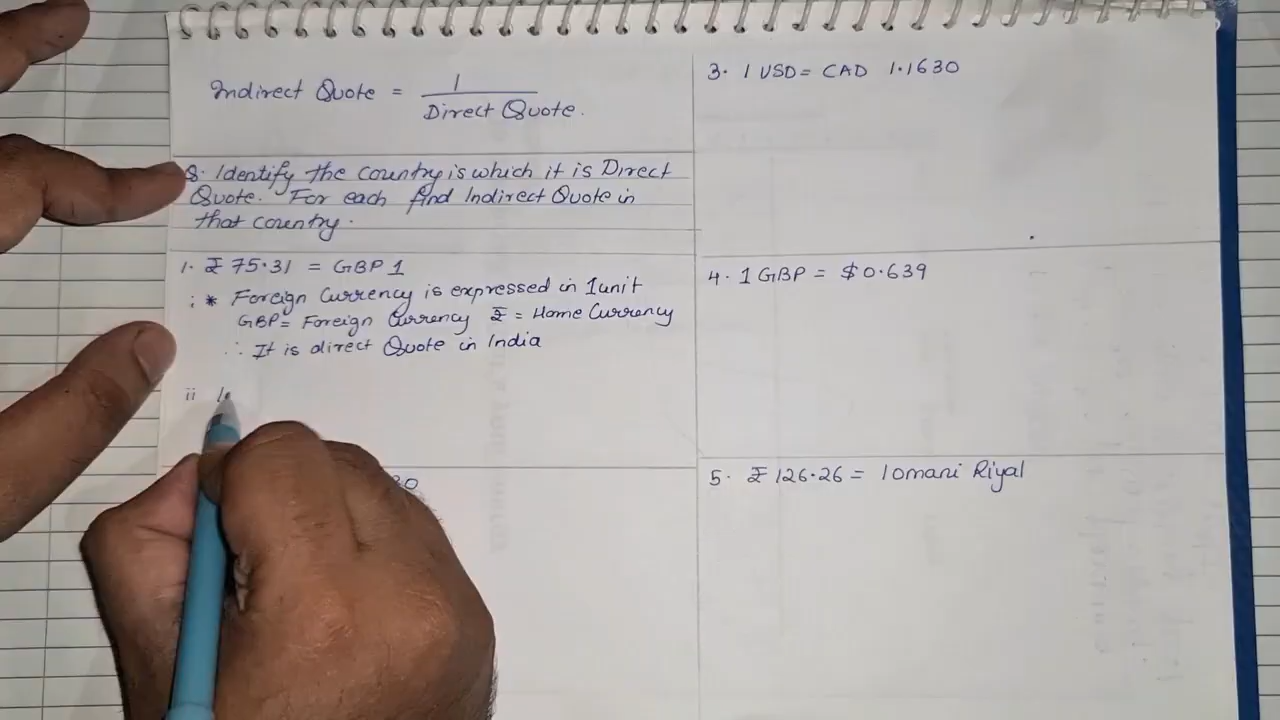 Indirect Quote = 1
Direct Quote.
Q. Identify the country is which it is Direct
Quote. For each find Indirect Quote in
that country.
1. ₹ 75.31 = GBP 1
i * Foreign Currency is expressed in 1 unit
GBP = Foreign Currency ₹ = Home Currency
∴ It is direct Quote in India
ii
3. 1 USD = CAD 1.1630
4. 1 GBP = $ 0.639
5. ₹ 126.26 = 1 Omani Riyal